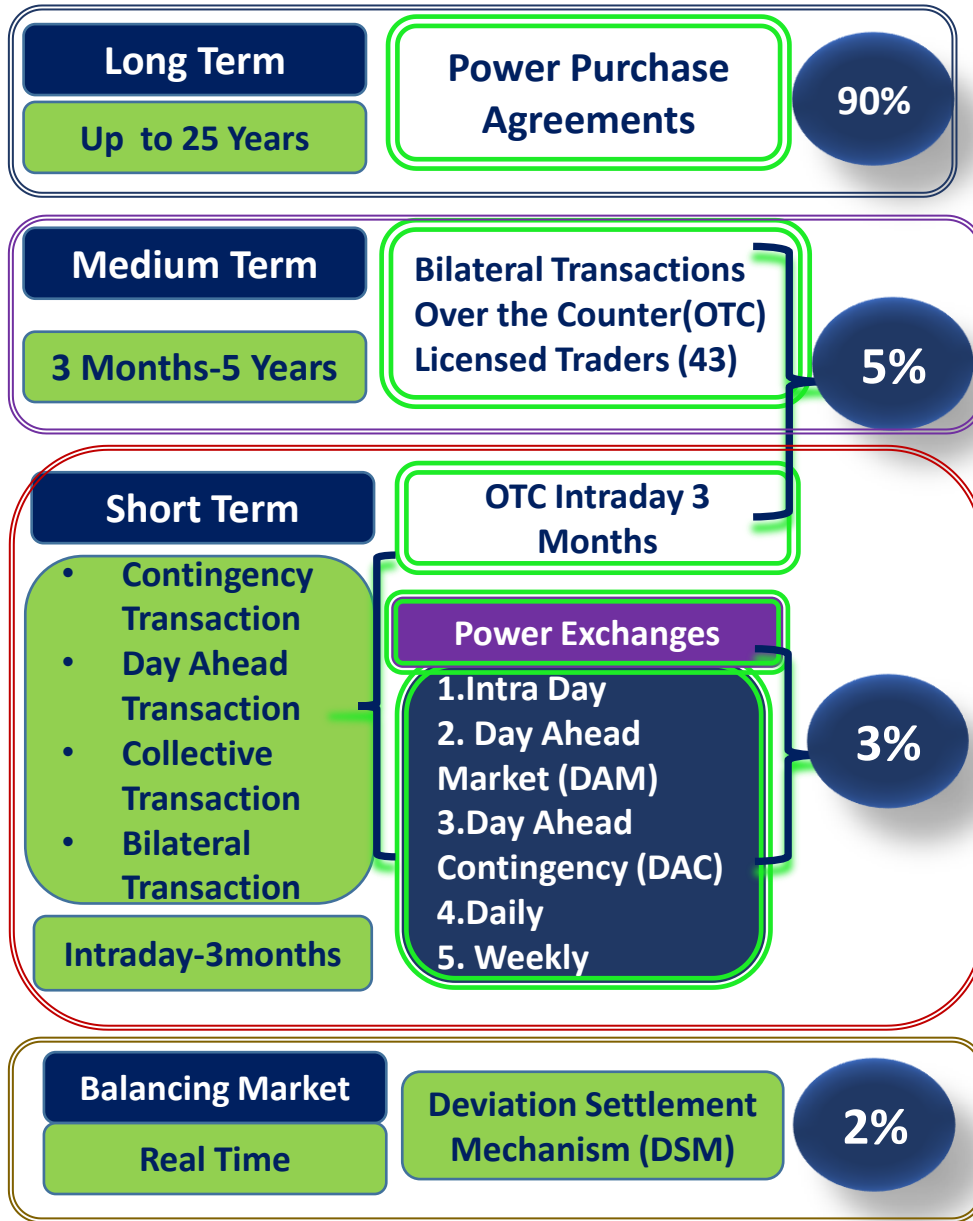 Long Term
Up to 25 Years
Power Purchase
Agreements
90%
Medium Term
3 Months-5 Years
Bilateral Transactions
Over the Counter(OTC)
Licensed Traders (43)
5%
Short Term
• Contingency
Transaction
• Day Ahead
Transaction
• Collective
Transaction
• Bilateral
Transaction
Intraday-3months
OTC Intraday 3
Months
Power Exchanges
1.Intra Day
2. Day Ahead
Market (DAM)
3.Day Ahead
Contingency (DAC)
4.Daily
5. Weekly
3%
Balancing Market
Real Time
Deviation Settlement
Mechanism (DSM)
2%